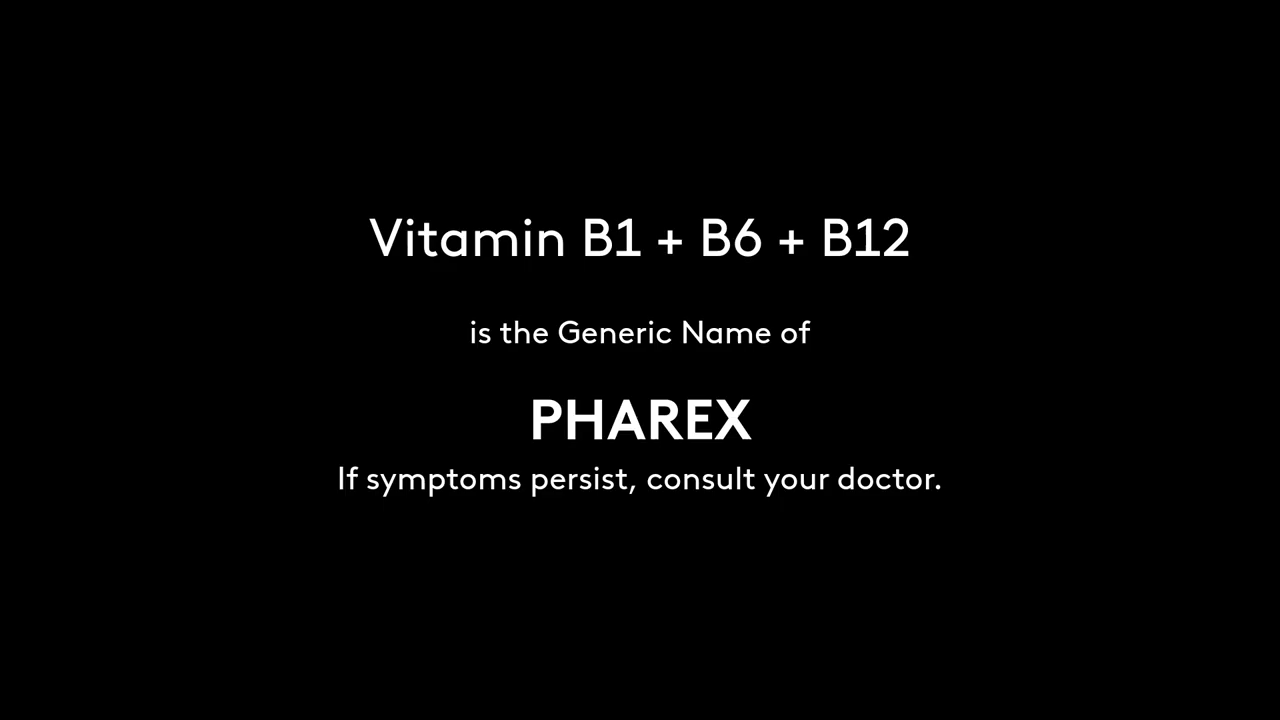 Vitamin B1 + B6 + B12
is the Generic Name of
PHAREX
If symptoms persist, consult your doctor.